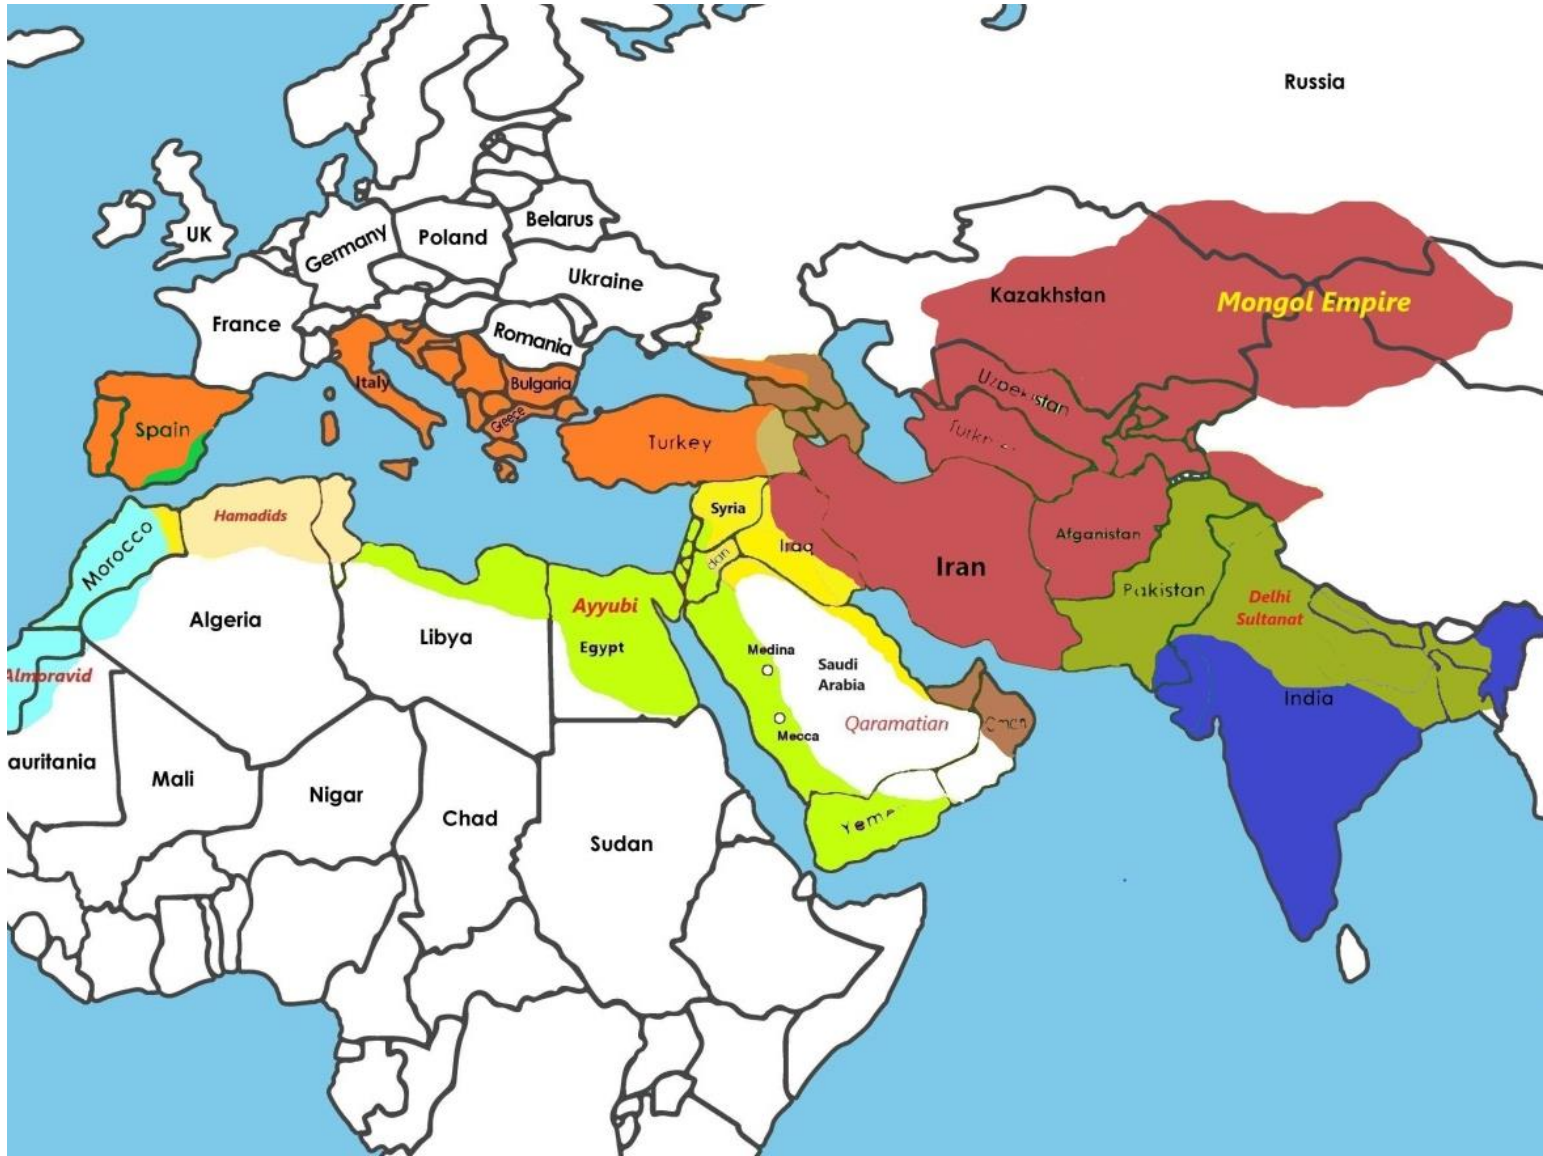 Russia
UK
Germany
Poland
Belarus
Ukraine
France
Romania
Kazakhstan
Mongol Empire
Italy
Bulgaria
Spain
Greece
Turkey
Morocco
Hamadids
Syria
Iraq
dan
Iran
Afganistan
Pakistan
Delhi
Sultanat
Algeria
Libya
Ayyubi
Egypt
Medina
Saudi
Arabia
Mecca
Qaramatian
India
Almoravid
auritania
Mali
Nigar
Chad
Sudan
Yeme